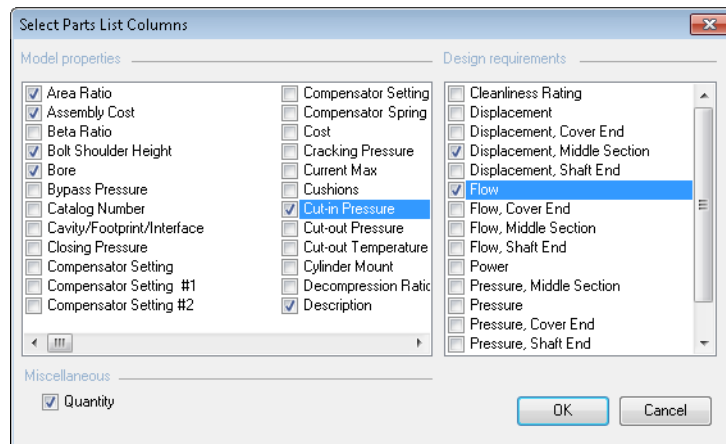 Select Parts List Columns
Model properties
Area Ratio
Assembly Cost
Beta Ratio
Bolt Shoulder Height
Bore
Bypass Pressure
Catalog Number
Cavity/Footprint/Interface
Closing Pressure
Compensator Setting
Compensator Setting #1
Compensator Setting #2
Compensator Setting
Compensator Spring
Cost
Cracking Pressure
Current Max
Cushions
Cut-in Pressure
Cut-out Pressure
Cut-out Temperature
Cylinder Mount
Decompression Ratio
Description
Design requirements
Cleanliness Rating
Displacement
Displacement, Cover End
Displacement, Middle Section
Displacement, Shaft End
Flow
Flow, Cover End
Flow, Middle Section
Flow, Shaft End
Power
Pressure, Middle Section
Pressure
Pressure, Cover End
Pressure, Shaft End
Miscellaneous
Quantity
OK
Cancel